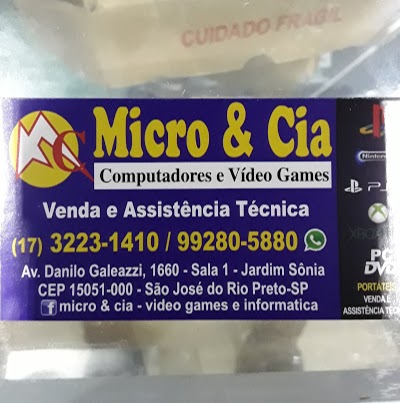 CUIDADO FRAGIL
MC
Micro & Cia
Computadores e Vídeo Games
Venda e Assistência Técnica
(17) 3223-1410 / 99280-5880
Av. Danilo Galeazzi, 1660 - Sala 1 - Jardim Sônia
CEP 15051-000 - São José do Rio Preto-SP
f micro & cia - video games e informatica
Nintendo
PS
XBOX
PC
DVD
PORTÁTEIS
VENDA E
ASSISTÊNCIA TÉC